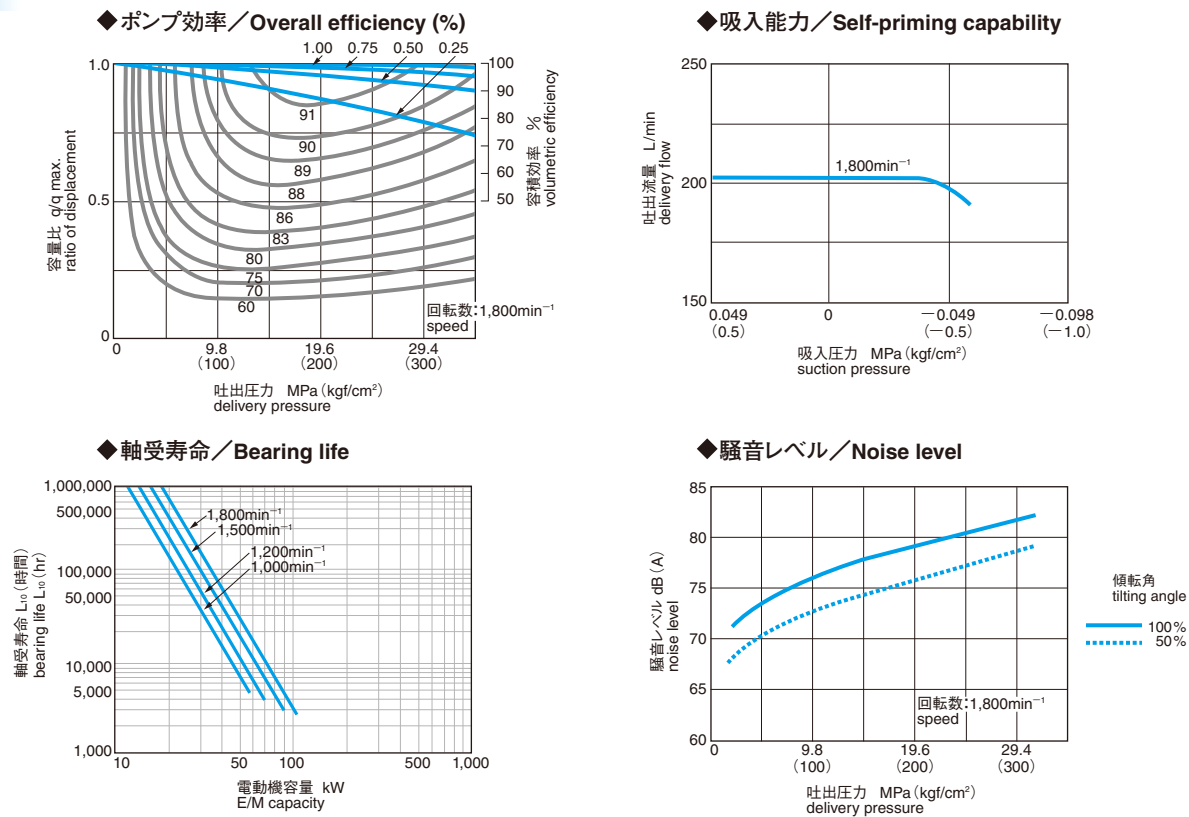 ◆ポンプ効率／Overall efficiency (%)
1.00 0.75 0.50 0.25
1.0
0.5
0
容量比 q/q max.
ratio of displacement
100
90
80
70
60
50
容積効率 %
volumetric efficiency
91
90
89
88
86
83
80
75
70
60
回転数：1,800min⁻¹
speed
0 9.8 19.6 29.4
（100） （200） （300）
吐出圧力 MPa（kgf/cm²）
delivery pressure
◆吸入能力／Self-priming capability
250
200
150
吐出流量 L/min
delivery flow
1,800min⁻¹
0.049 0 －0.049 －0.098
（0.5） （－0.5） （－1.0）
吸入圧力 MPa（kgf/cm²）
suction pressure
◆軸受寿命／Bearing life
1,000,000
500,000
100,000
50,000
10,000
5,000
1,000
軸受寿命 L₁₀（時間）
bearing life L₁₀（hr）
1,800min⁻¹
1,500min⁻¹
1,200min⁻¹
1,000min⁻¹
10 50 100 500 1,000
電動機容量 kW
E/M capacity
◆騒音レベル／Noise level
85
80
75
70
65
60
騒音レベル dB（A）
noise level
回転数：1,800min⁻¹
speed
0 9.8 19.6 29.4
（100） （200） （300）
吐出圧力 MPa（kgf/cm²）
delivery pressure
傾転角
tilting angle
100%
50%